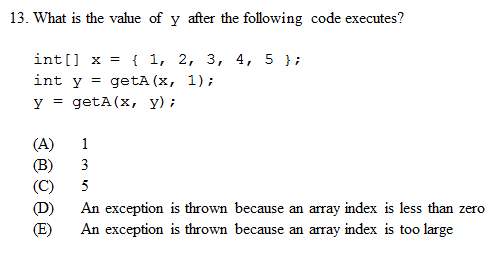 13. What is the value of y after the following code executes?
int[] x = { 1, 2, 3, 4, 5 };
int y = getA(x, 1);
y = getA(x, y);
(A) 1
(B) 3
(C) 5
(D) An exception is thrown because an array index is less than zero
(E) An exception is thrown because an array index is too large